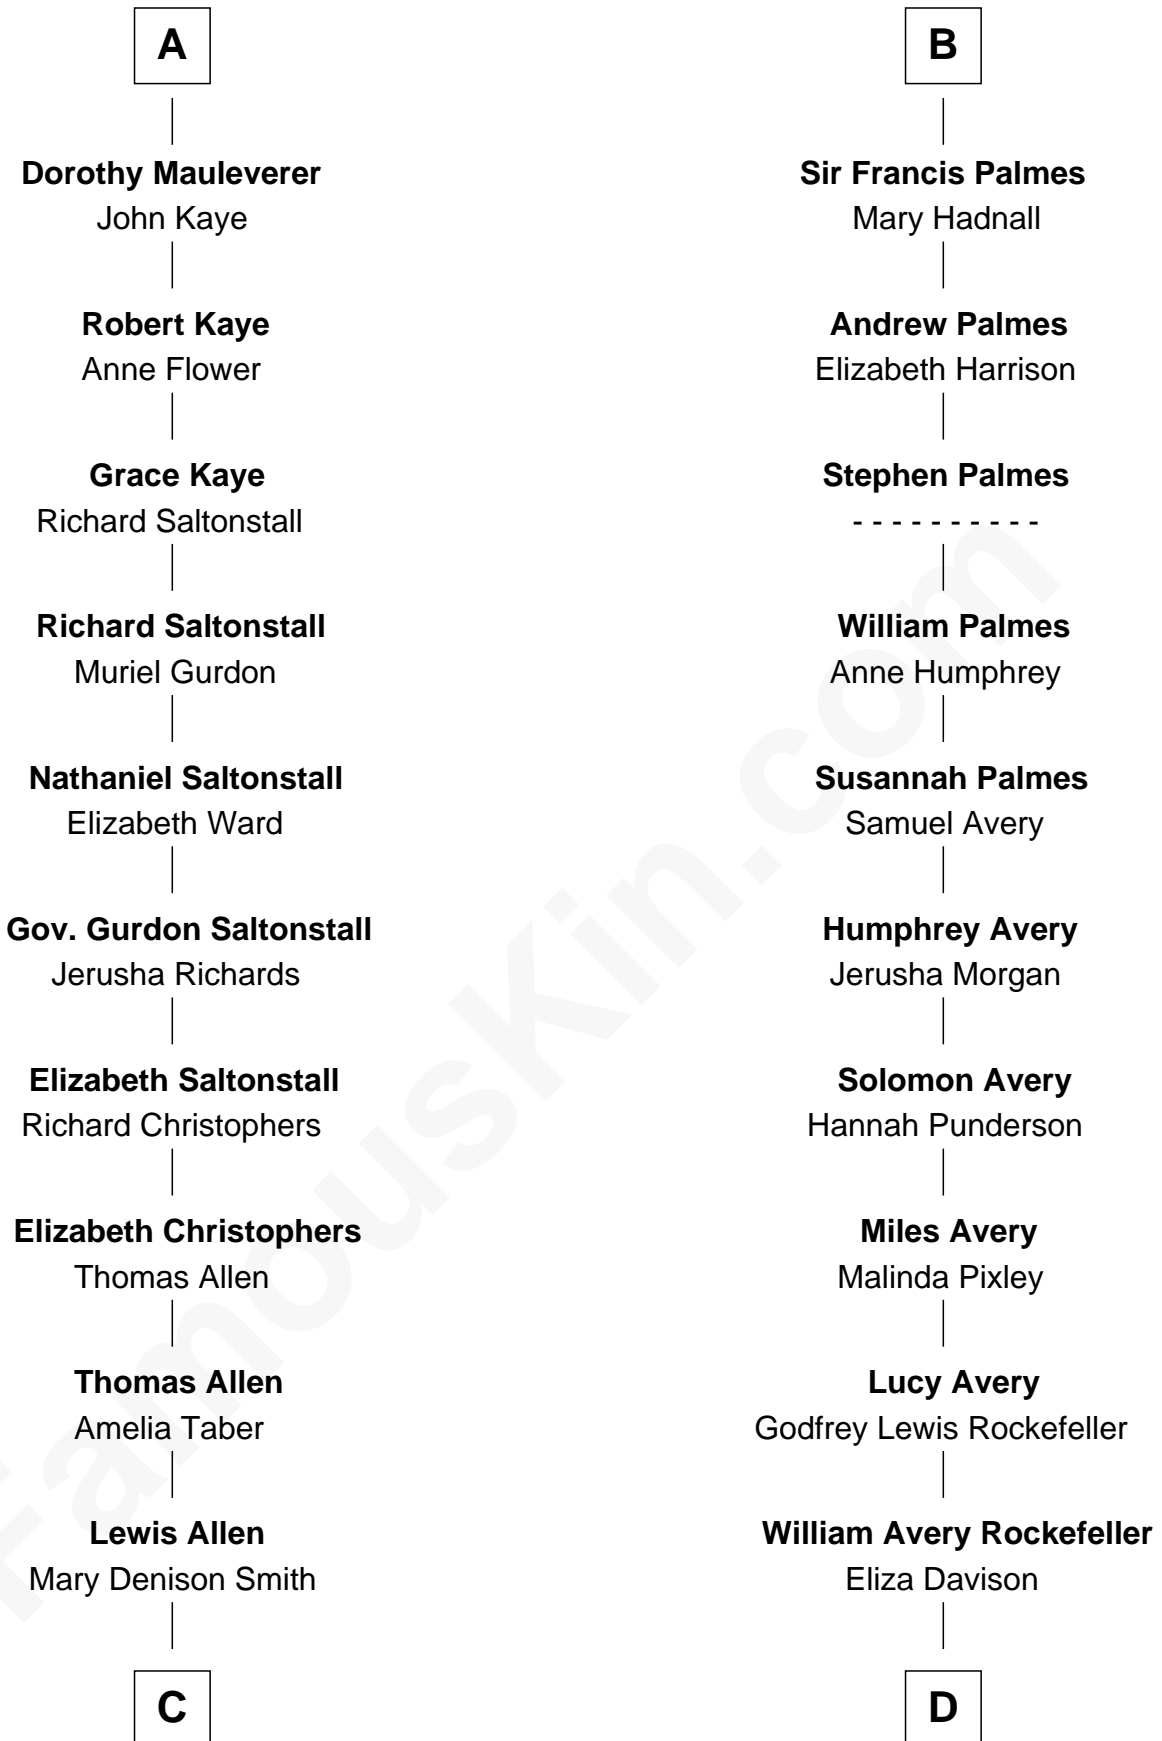 A
Dorothy Mauleverer
John Kaye
Robert Kaye
Anne Flower
Grace Kaye
Richard Saltonstall
Richard Saltonstall
Muriel Gurdon
Nathaniel Saltonstall
Elizabeth Ward
Gov. Gurdon Saltonstall
Jerusha Richards
Elizabeth Saltonstall
Richard Christophers
Elizabeth Christophers
Thomas Allen
Thomas Allen
Amelia Taber
Lewis Allen
Mary Denison Smith
C
B
Sir Francis Palmes
Mary Hadnall
Andrew Palmes
Elizabeth Harrison
Stephen Palmes
- - - - - - - - - -
William Palmes
Anne Humphrey
Susannah Palmes
Samuel Avery
Humphrey Avery
Jerusha Morgan
Solomon Avery
Hannah Punderson
Miles Avery
Malinda Pixley
Lucy Avery
Godfrey Lewis Rockefeller
William Avery Rockefeller
Eliza Davison
D
FamousKin.com